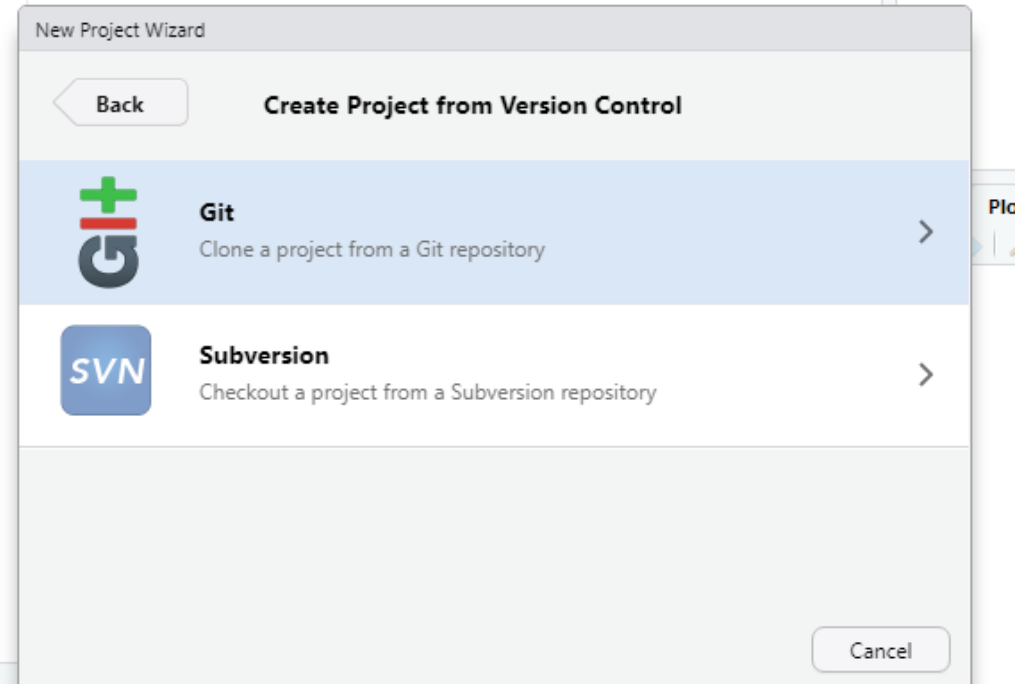 New Project Wizard
Back
Create Project from Version Control
Git
Git
Clone a project from a Git repository
SVN
Subversion
Checkout a project from a Subversion repository
Cancel